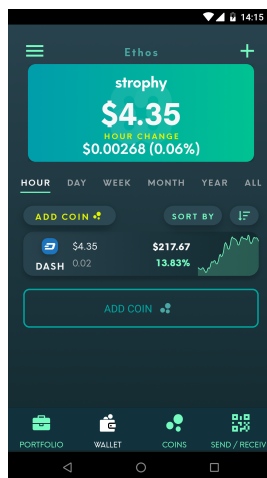 14:15
Ethos
strophy
$4.35
HOUR CHANGE
$0.00268 (0.06%)
HOUR DAY WEEK MONTH YEAR ALL
ADD COIN SORT BY
$4.35 $217.67
DASH 0.02 13.83%
ADD COIN
PORTFOLIO WALLET COINS SEND / RECEIV